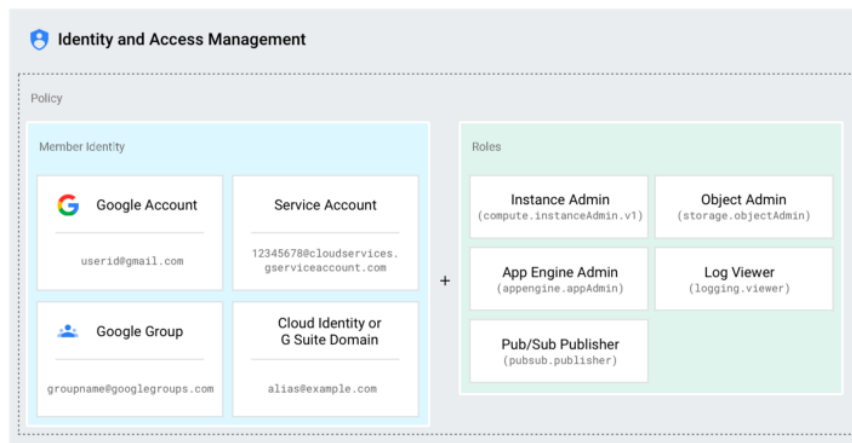 Identity and Access Management
Policy
Member Identity
Google Account
userid@gmail.com
Service Account
12345678@cloudservices.
gserviceaccount.com
Google Group
groupname@googlegroups.com
Cloud Identity or
G Suite Domain
alias@example.com
+
Roles
Instance Admin
(compute.instanceAdmin.v1)
Object Admin
(storage.objectAdmin)
App Engine Admin
(appengine.appAdmin)
Log Viewer
(logging.viewer)
Pub/Sub Publisher
(pubsub.publisher)